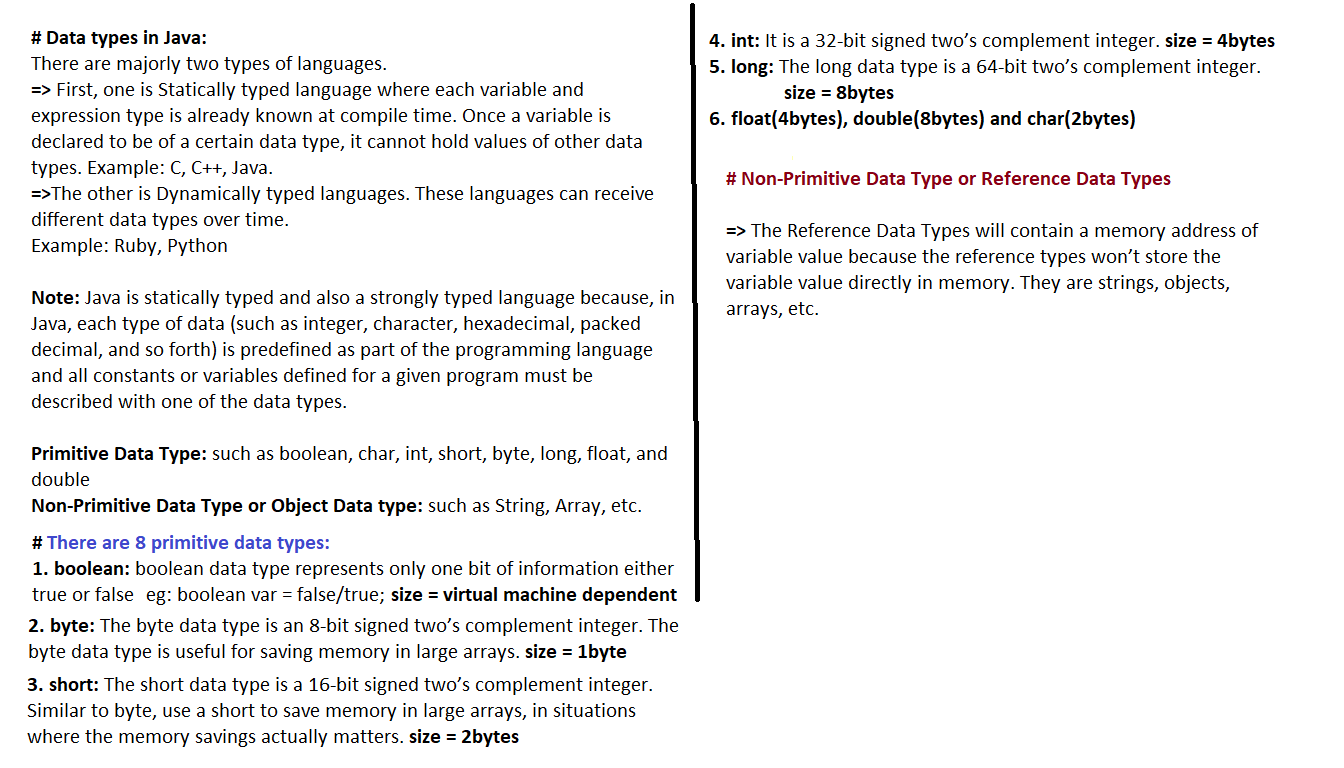 # Data types in Java:
There are majorly two types of languages.
=> First, one is Statically typed language where each variable and
expression type is already known at compile time. Once a variable is
declared to be of a certain data type, it cannot hold values of other data
types. Example: C, C++, Java.
=>The other is Dynamically typed languages. These languages can receive
different data types over time.
Example: Ruby, Python
Note: Java is statically typed and also a strongly typed language because, in
Java, each type of data (such as integer, character, hexadecimal, packed
decimal, and so forth) is predefined as part of the programming language
and all constants or variables defined for a given program must be
described with one of the data types.
Primitive Data Type: such as boolean, char, int, short, byte, long, float, and
double
Non-Primitive Data Type or Object Data type: such as String, Array, etc.
# There are 8 primitive data types:
1. boolean: boolean data type represents only one bit of information either
true or false eg: boolean var = false/true; size = virtual machine dependent
2. byte: The byte data type is an 8-bit signed two’s complement integer. The
byte data type is useful for saving memory in large arrays. size = 1byte
3. short: The short data type is a 16-bit signed two’s complement integer.
Similar to byte, use a short to save memory in large arrays, in situations
where the memory savings actually matters. size = 2bytes
4. int: It is a 32-bit signed two’s complement integer. size = 4bytes
5. long: The long data type is a 64-bit two’s complement integer.
size = 8bytes
6. float(4bytes), double(8bytes) and char(2bytes)
# Non-Primitive Data Type or Reference Data Types
=> The Reference Data Types will contain a memory address of
variable value because the reference types won’t store the
variable value directly in memory. They are strings, objects,
arrays, etc.